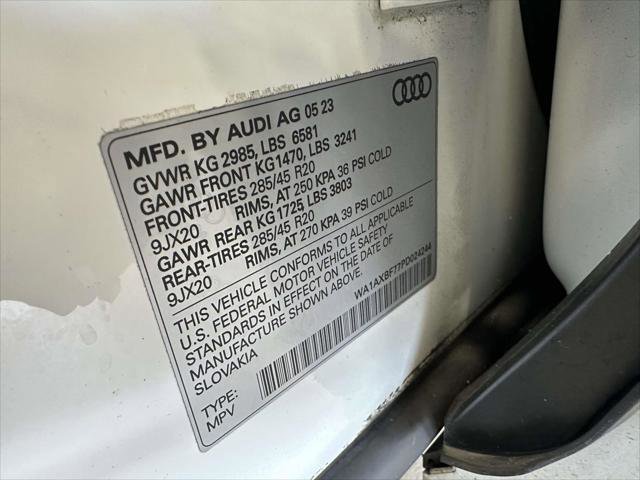 MFD. BY AUDI AG 05 23
GVWR KG 2985, LBS 6581
GAWR FRONT KG1470, LBS 3241
FRONT-TIRES 285/45 R20
9JX20 RIMS, AT 250 KPA 36 PSI COLD
GAWR REAR KG 1725 LBS 3803
REAR-TIRES 285/45 R20
9JX20 RIMS, AT 270 KPA 39 PSI COLD
THIS VEHICLE CONFORMS TO ALL APPLICABLE
U.S. FEDERAL MOTOR VEHICLE SAFETY
STANDARDS IN EFFECT ON THE DATE OF
MANUFACTURE SHOWN ABOVE.
SLOVAKIA
WA1AXBF77PD024244
TYPE:
MPV